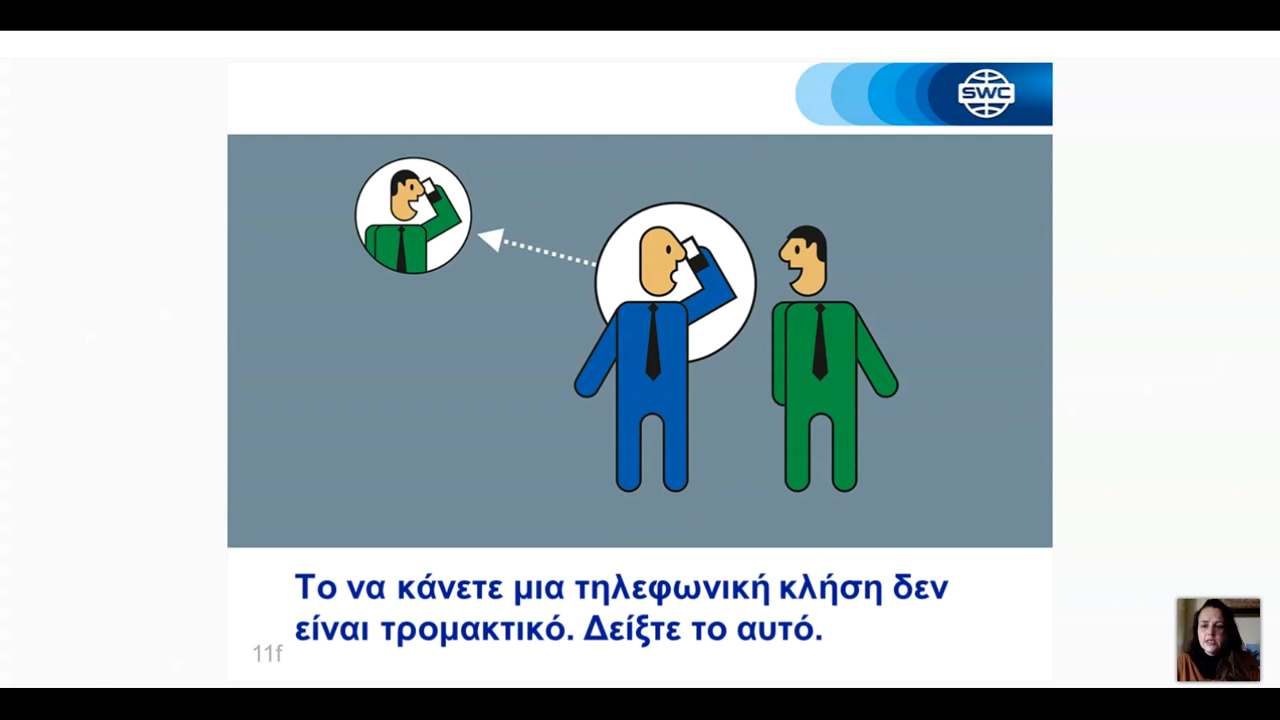 SWC
Το να κάνετε μια τηλεφωνική κλήση δεν
είναι τρομακτικό. Δείξτε το αυτό.
11f